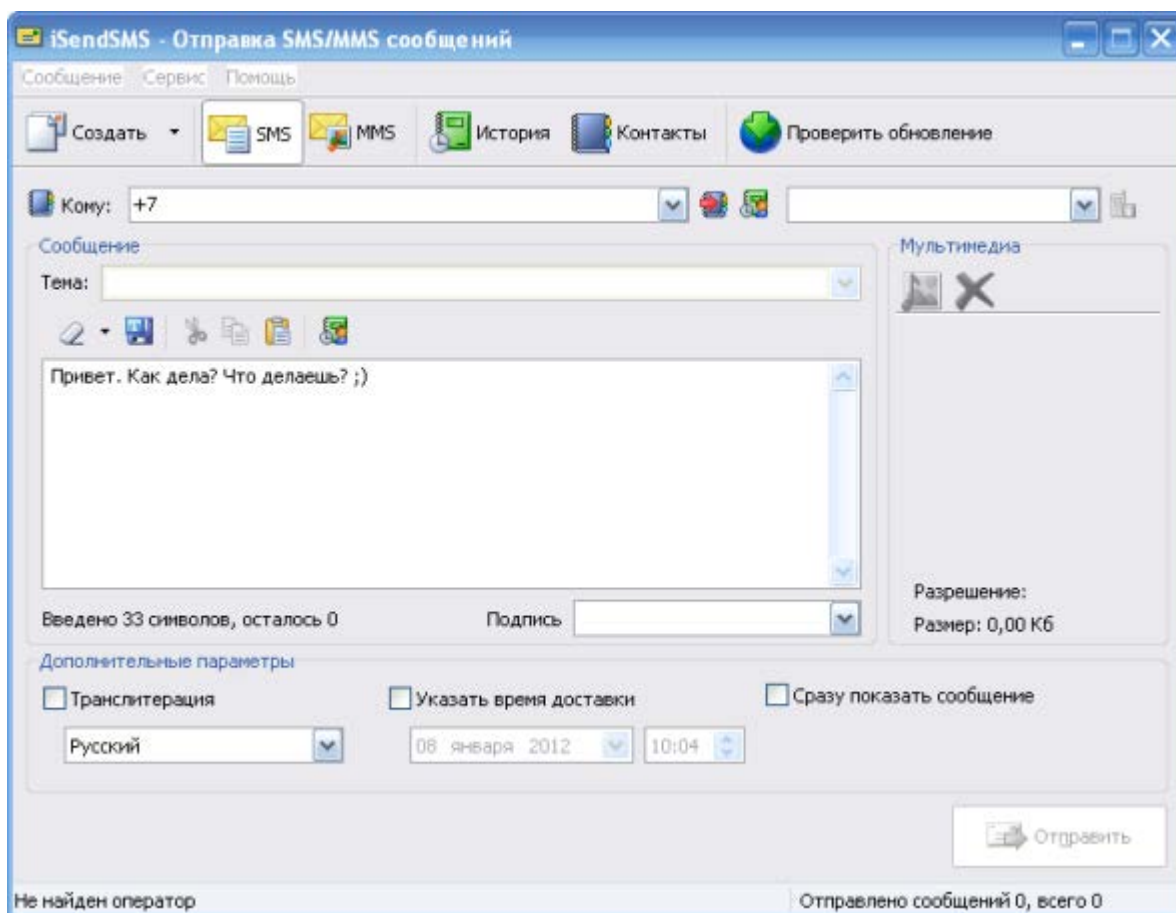 iSendSMS - Отправка SMS/MMS сообщений
Сообщение Сервис Помощь
Создать SMS MMS История Контакты Проверить обновление
Кому: +7
Сообщение Мультимедиа
Тема:
Привет. Как дела? Что делаешь? ;)
Разрешение:
Введено 33 символов, осталось 0 Подпись Размер: 0,00 Кб
Дополнительные параметры
Транслитерация Указать время доставки Сразу показать сообщение
Русский 08 января 2012 10:04
Отправить
Не найден оператор Отправлено сообщений 0, всего 0